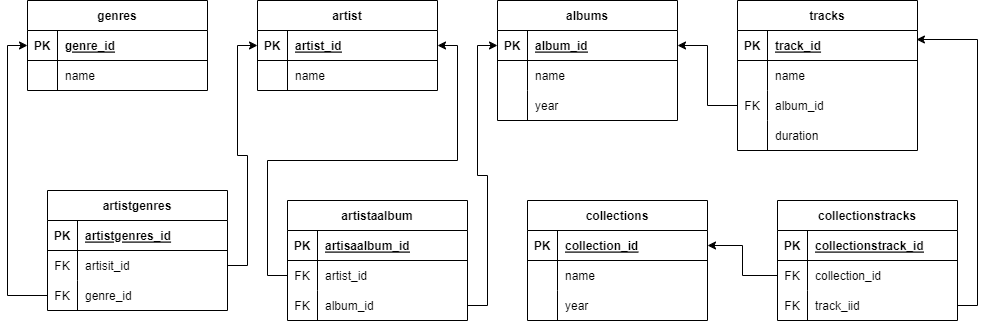 genres
PK genre_id
name
artist
PK artist_id
name
albums
PK album_id
name
year
tracks
PK track_id
name
FK album_id
duration
artistgenres
PK artistgenres_id
FK artisit_id
FK genre_id
artistaalbum
PK artisaalbum_id
FK artist_id
FK album_id
collections
PK collection_id
name
year
collectionstracks
PK collectionstrack_id
FK collection_id
FK track_iid